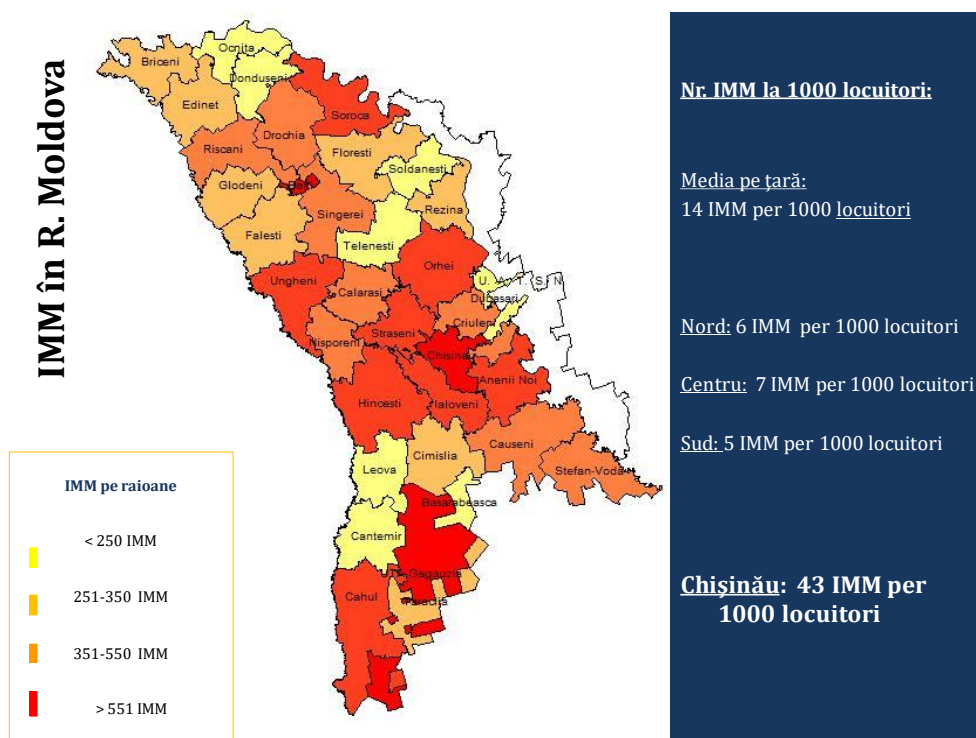 IMM în R. Moldova
Ocnita
Briceni
Donduseni
Edinet
Soroca
Drochia
Riscani
Floresti
Soldanesti
Glodeni
Balti
Rezina
Singerei
Falesti
Telenesti
Orhei
Ungheni
U. A. T. S. N
Calarasi
Dubasari
Criuleni
Straseni
Nisporeni
Chisinau
Anenii Noi
Hincesti
Ialoveni
Causeni
Cimislia
Leova
Stefan-Voda
Basarabeasca
Cantemir
UTA Gagauzia
Cahul
Taraclia
IMM pe raioane
< 250 IMM
251-350 IMM
351-550 IMM
> 551 IMM
Nr. IMM la 1000 locuitori:
Media pe ţară:
14 IMM per 1000 locuitori
Nord: 6 IMM per 1000 locuitori
Centru: 7 IMM per 1000 locuitori
Sud: 5 IMM per 1000 locuitori
Chişinău: 43 IMM per
1000 locuitori